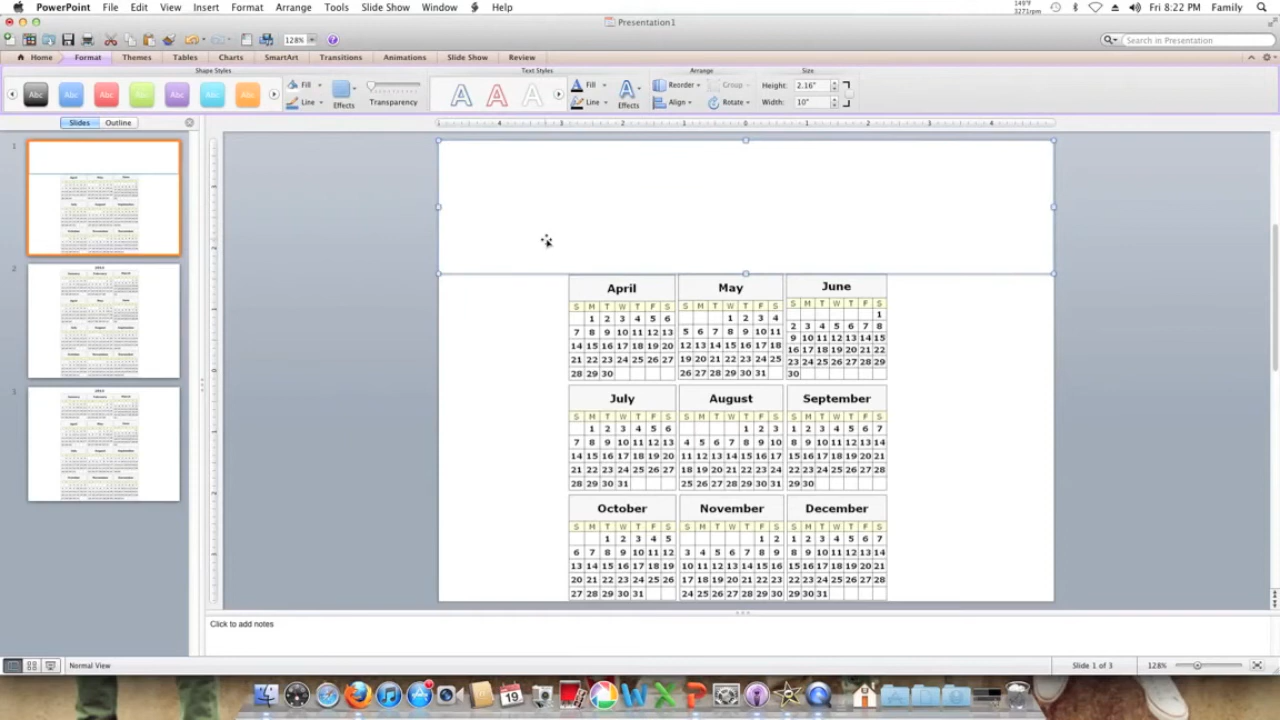 PowerPoint File Edit View Insert Format Arrange Tools Slide Show Window Help 149°F 3271rpm Fri 8:22 PM Family
Presentation1
128% Search in Presentation
Home Format Themes Tables Charts SmartArt Transitions Animations Slide Show Review
Shape Styles Text Styles Arrange Size
Abc Abc Abc Abc Abc Abc Abc Fill Line Effects Transparency A A A Fill Line Effects Reorder Group Align Rotate Height: 2.16" Width: 10"
Slides Outline
1
2
3
April May June
S M T W T F S S M T W T F S S M T W T F S
1 2 3 4 5 6 1 2 3 4 1
7 8 9 10 11 12 13 5 6 7 8 9 10 11 2 3 4 5 6 7 8
14 15 16 17 18 19 20 12 13 14 15 16 17 18 9 10 11 12 13 14 15
21 22 23 24 25 26 27 19 20 21 22 23 24 25 16 17 18 19 20 21 22
28 29 30 26 27 28 29 30 31 23 24 25 26 27 28 29
30
July August September
S M T W T F S S M T W T F S S M T W T F S
1 2 3 4 5 6 1 2 3 1 2 3 4 5 6 7
7 8 9 10 11 12 13 4 5 6 7 8 9 10 8 9 10 11 12 13 14
14 15 16 17 18 19 20 11 12 13 14 15 16 17 15 16 17 18 19 20 21
21 22 23 24 25 26 27 18 19 20 21 22 23 24 22 23 24 25 26 27 28
28 29 30 31 25 26 27 28 29 30 31 29 30
October November December
S M T W T F S S M T W T F S S M T W T F S
1 2 3 4 5 1 2 1 2 3 4 5 6 7
6 7 8 9 10 11 12 3 4 5 6 7 8 9 8 9 10 11 12 13 14
13 14 15 16 17 18 19 10 11 12 13 14 15 16 15 16 17 18 19 20 21
20 21 22 23 24 25 26 17 18 19 20 21 22 23 22 23 24 25 26 27 28
27 28 29 30 31 24 25 26 27 28 29 30 29 30 31
Click to add notes
Normal View Slide 1 of 3 128%
19